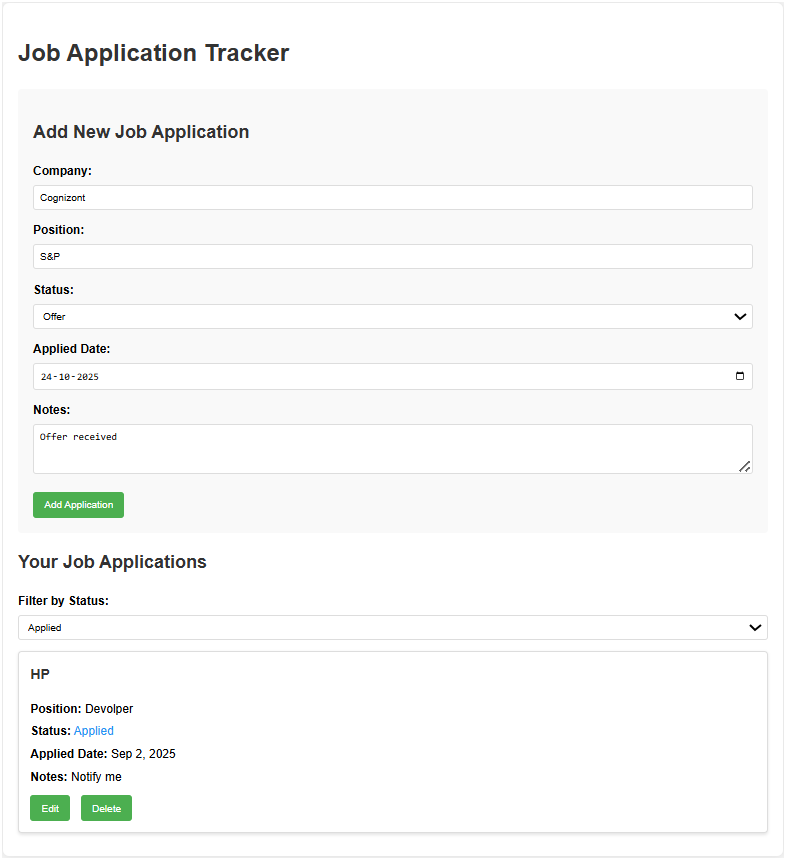 Job Application Tracker
Add New Job Application
Company:
Cognizont
Position:
S&P
Status:
Offer
Applied Date:
24-10-2025
Notes:
Offer received
Add Application
Your Job Applications
Filter by Status:
Applied
HP
Position: Devolper
Status: Applied
Applied Date: Sep 2, 2025
Notes: Notify me
Edit Delete